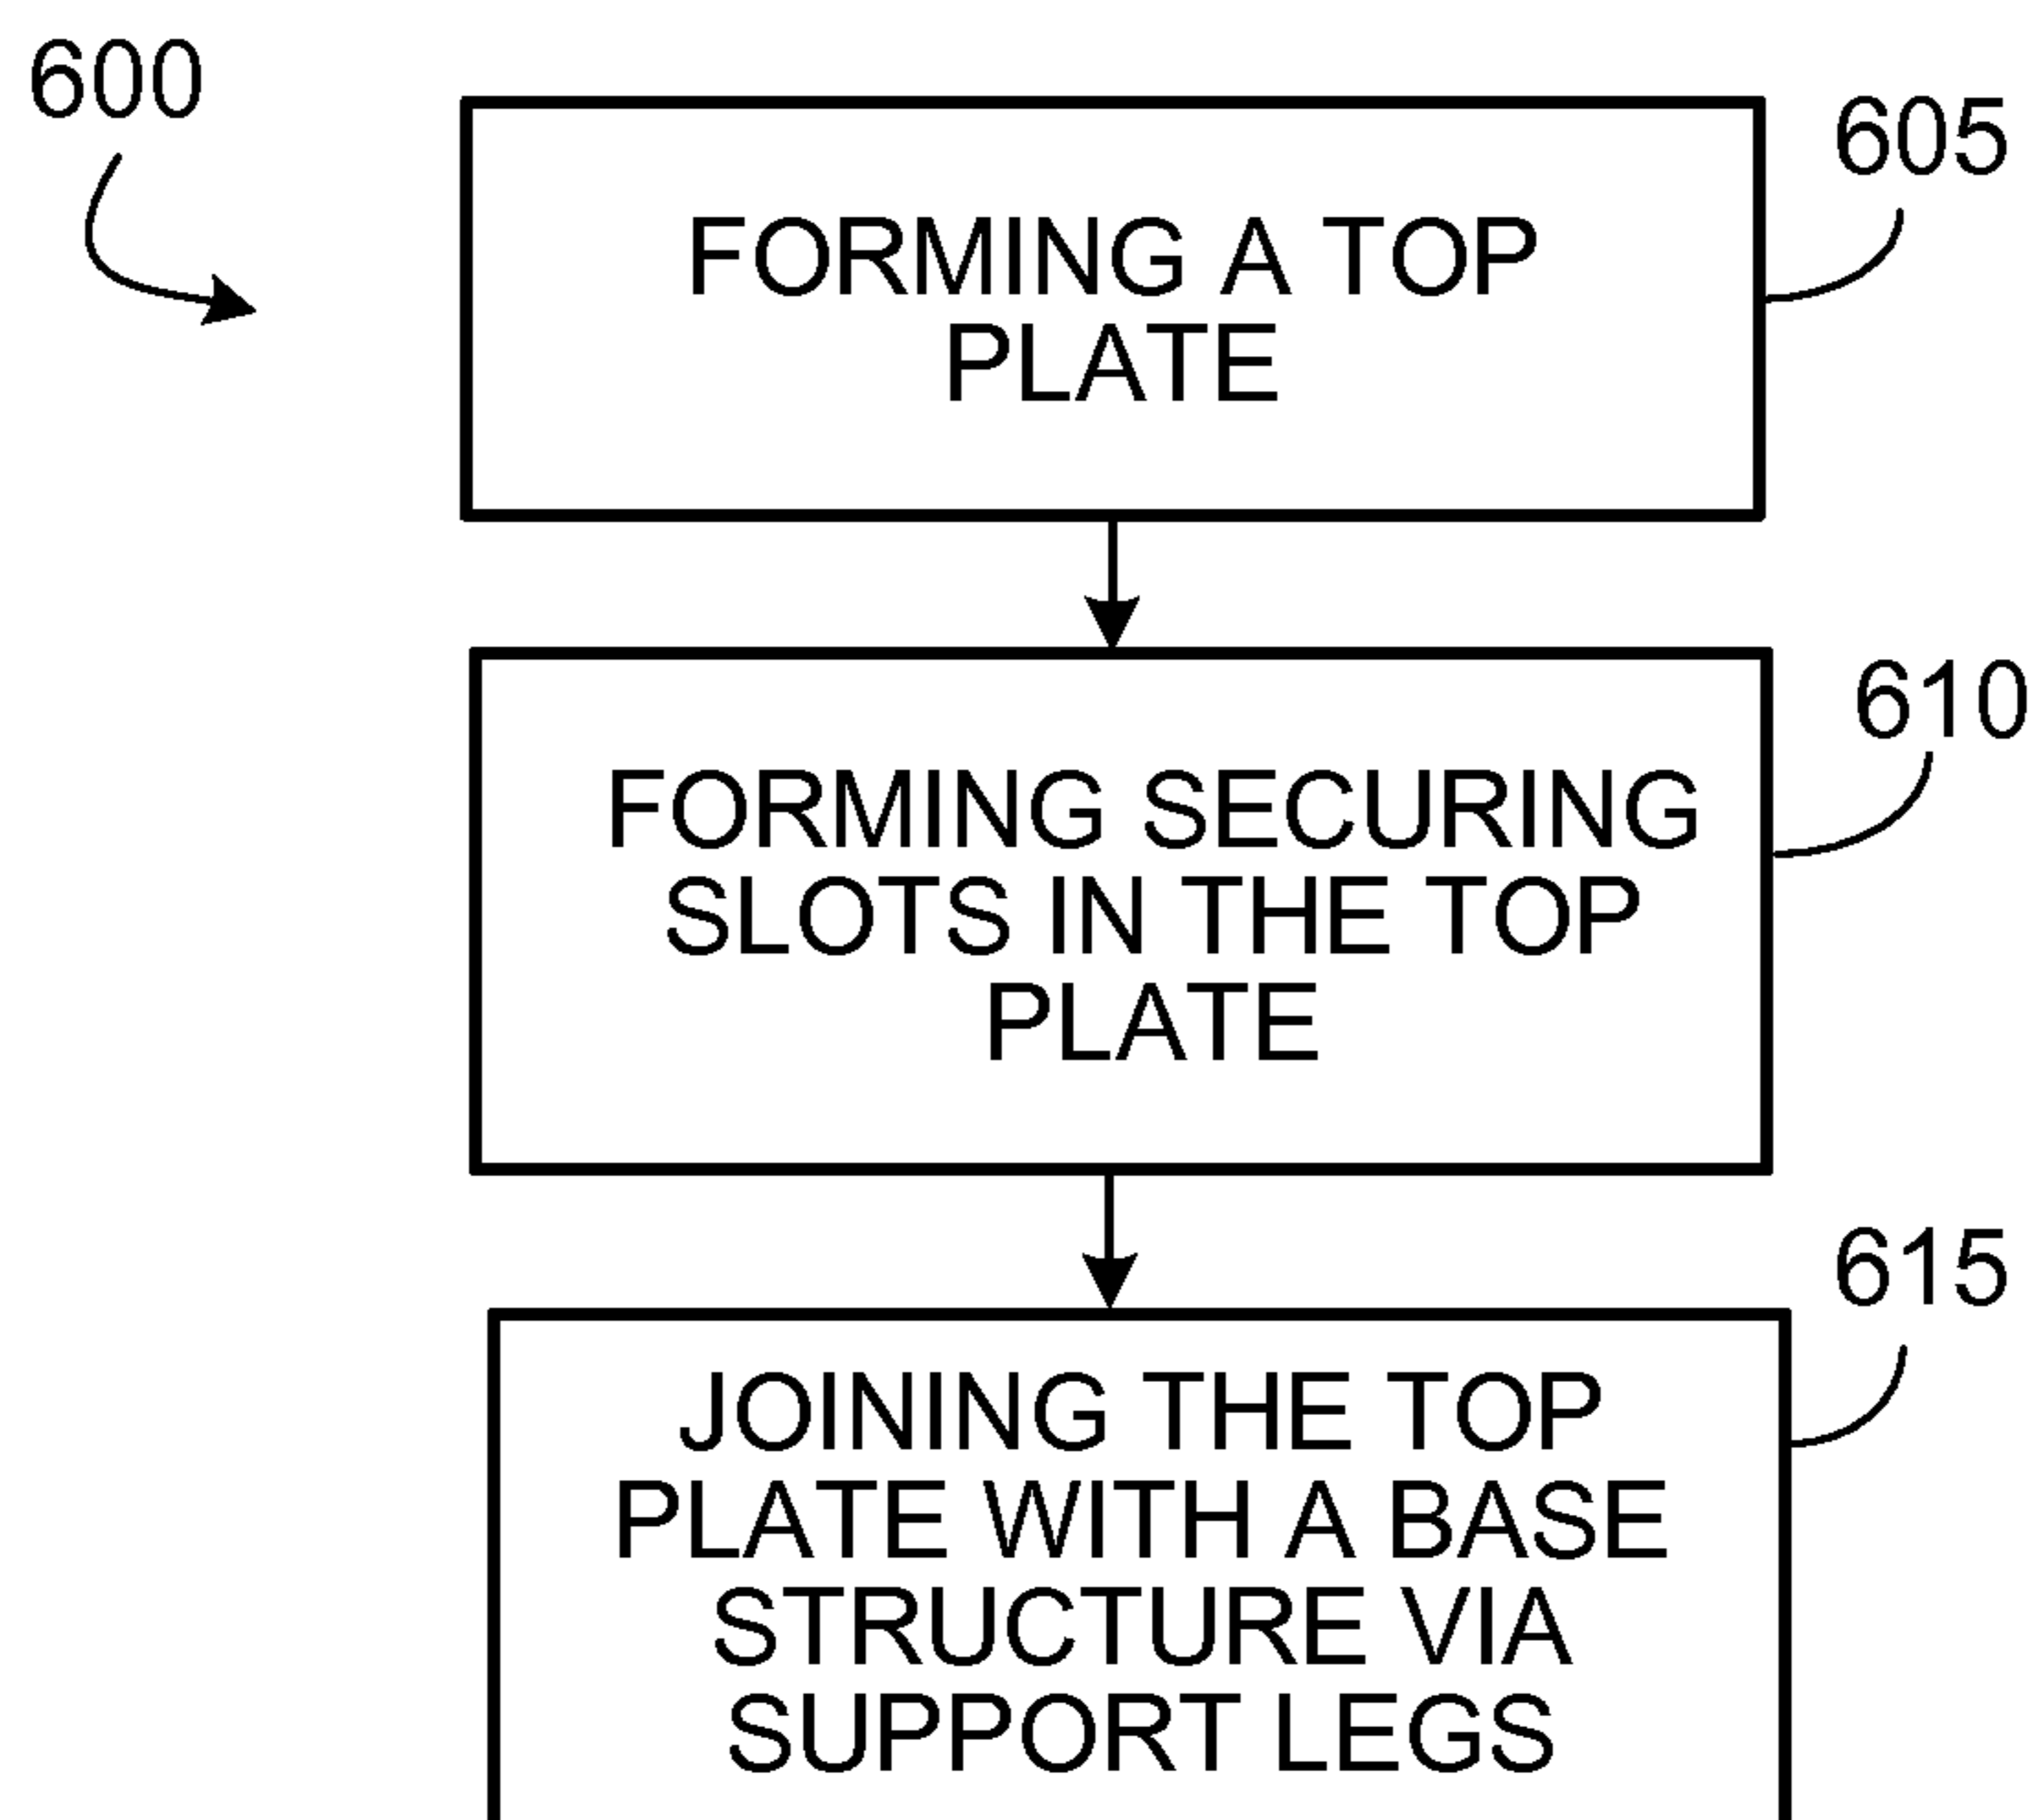 600
605
FORMING A TOP
PLATE
610
FORMING SECURING
SLOTS IN THE TOP
PLATE
615
JOINING THE TOP
PLATE WITH A BASE
STRUCTURE VIA
SUPPORT LEGS